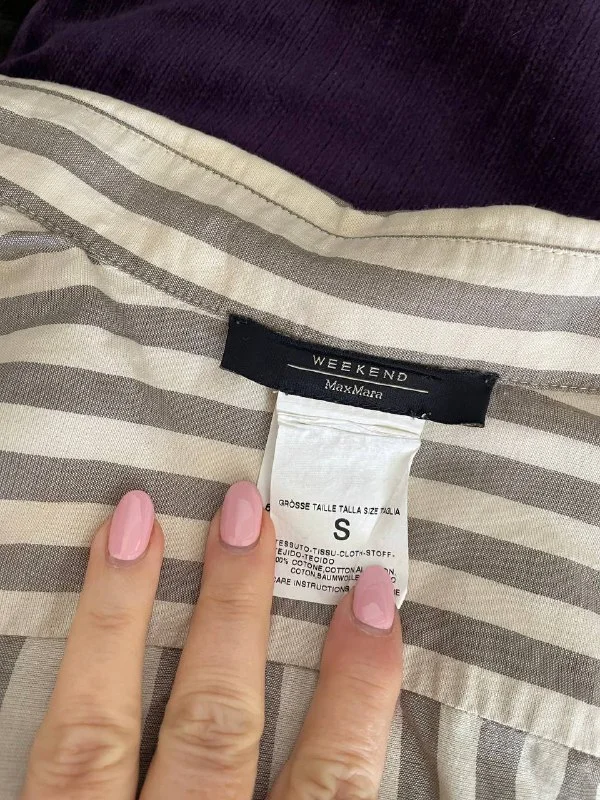 WEEKEND
MaxMara
GRÖSSE TAILLE TALLA SIZE TAGLIA
S
TESSUTO-TISSU-CLOTH-STOFF-
TEJIDO-TECIDO
100% COTONE,COTTON
COTON,BAUMWOLLE
CARE INSTRUCTIONS